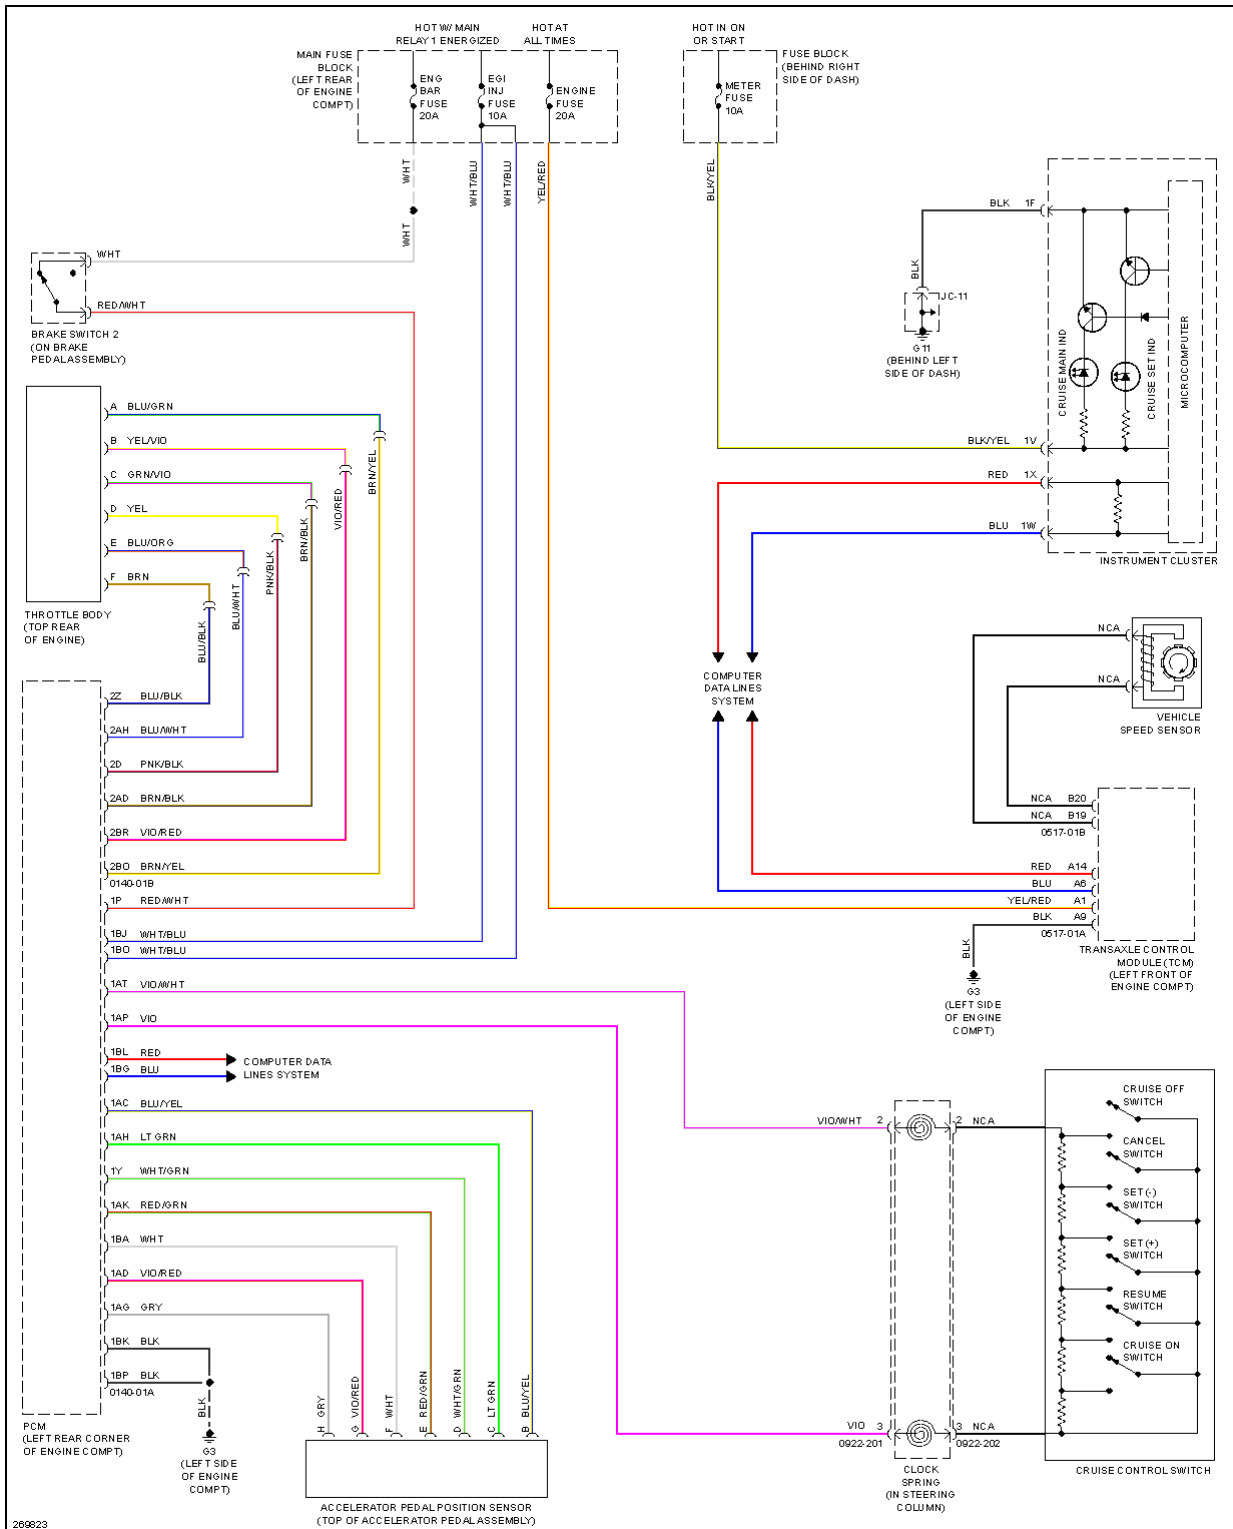 HOT W/ MAIN
RELAY 1 ENERGIZED
HOT AT
ALL TIMES
HOT IN ON
OR START
MAIN FUSE
BLOCK
(LEFT REAR
OF ENGINE
COMPT)
ENG
BAR
FUSE
20A
EGI
INJ
FUSE
10A
ENGINE
FUSE
20A
METER
FUSE
10A
FUSE BLOCK
(BEHIND RIGHT
SIDE OF DASH)
WHT
WHT
WHT/BLU
WHT/BLU
YEL/RED
BLK/YEL
WHT
RED/WHT
BRAKE SWITCH 2
(ON BRAKE
PEDAL ASSEMBLY)
BLK 1F
BLK
JC-11
G11
(BEHIND LEFT
SIDE OF DASH)
CRUISE MAIN IND
CRUISE SET IND
MICROCOMPUTER
BLK/YEL 1V
RED 1X
BLU 1W
INSTRUMENT CLUSTER
A BLU/GRN
B YEL/VIO
C GRN/VIO
D YEL
E BLU/ORG
F BRN
BRN/YEL
VIO/RED
BRN/BLK
PNK/BLK
BLU/WHT
BLU/BLK
THROTTLE BODY
(TOP REAR
OF ENGINE)
COMPUTER
DATA LINES
SYSTEM
NCA
NCA
VEHICLE
SPEED SENSOR
2Z BLU/BLK
2AH BLU/WHT
2D PNK/BLK
2AD BRN/BLK
2BR VIO/RED
2BO BRN/YEL
0140-01B
1P RED/WHT
1BJ WHT/BLU
1BO WHT/BLU
1AT VIO/WHT
1AP VIO
1BL RED
1BG BLU
COMPUTER DATA
LINES SYSTEM
1AC BLU/YEL
1AH LT GRN
1Y WHT/GRN
1AK RED/GRN
1BA WHT
1AD VIO/RED
1AG GRY
1BK BLK
1BP BLK
0140-01A
BLK
PCM
(LEFT REAR CORNER
OF ENGINE COMPT)
G3
(LEFT SIDE
OF ENGINE
COMPT)
NCA B20
NCA B19
0517-01B
RED A14
BLU A6
YEL/RED A1
BLK A9
0517-01A
BLK
G3
(LEFT SIDE
OF ENGINE
COMPT)
TRANSAXLE CONTROL
MODULE (TCM)
(LEFT FRONT OF
ENGINE COMPT)
VIO/WHT 2
2 NCA
VIO 3
3 NCA
0922-201
0922-202
CLOCK
SPRING
(IN STEERING
COLUMN)
CRUISE OFF
SWITCH
CANCEL
SWITCH
SET (-)
SWITCH
SET (+)
SWITCH
RESUME
SWITCH
CRUISE ON
SWITCH
CRUISE CONTROL SWITCH
H GRY
G VIO/RED
F WHT
E RED/GRN
D WHT/GRN
C LT GRN
B BLU/YEL
ACCELERATOR PEDAL POSITION SENSOR
(TOP OF ACCELERATOR PEDAL ASSEMBLY)
269823